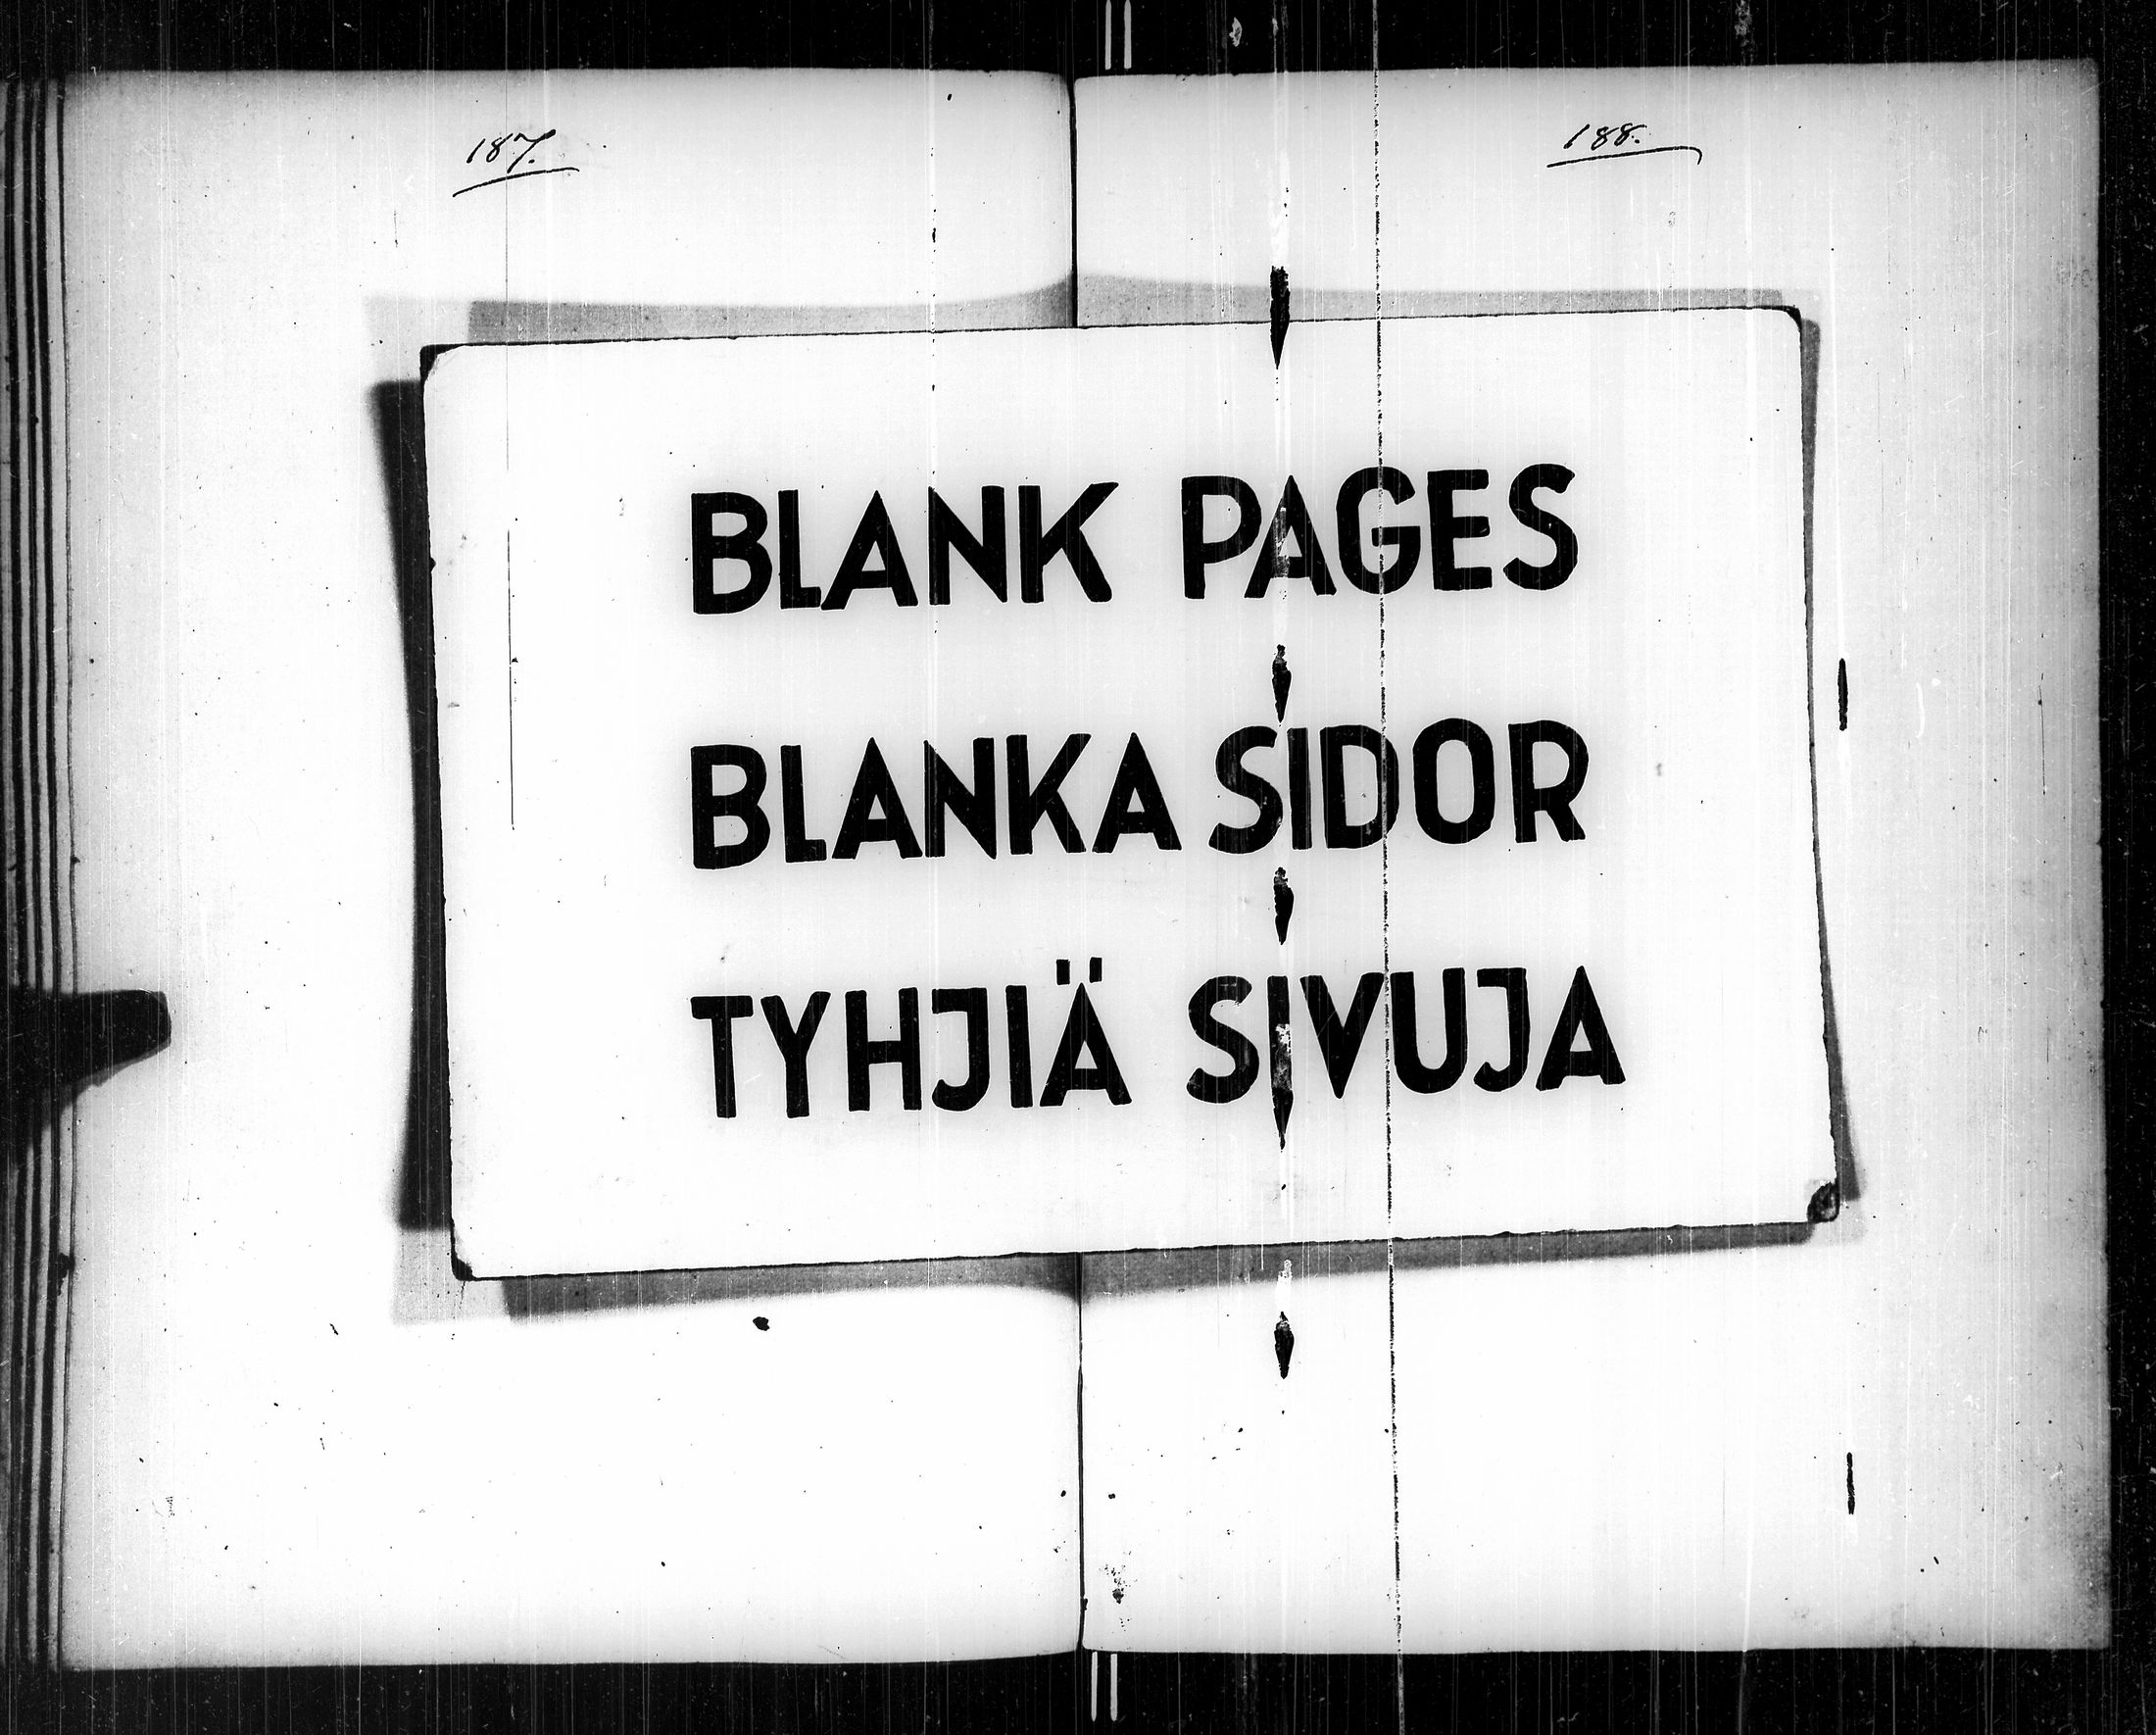 187.
188.
BLANK PAGES
BLANKA SIDOR
TYHJIÄ SIVUJA